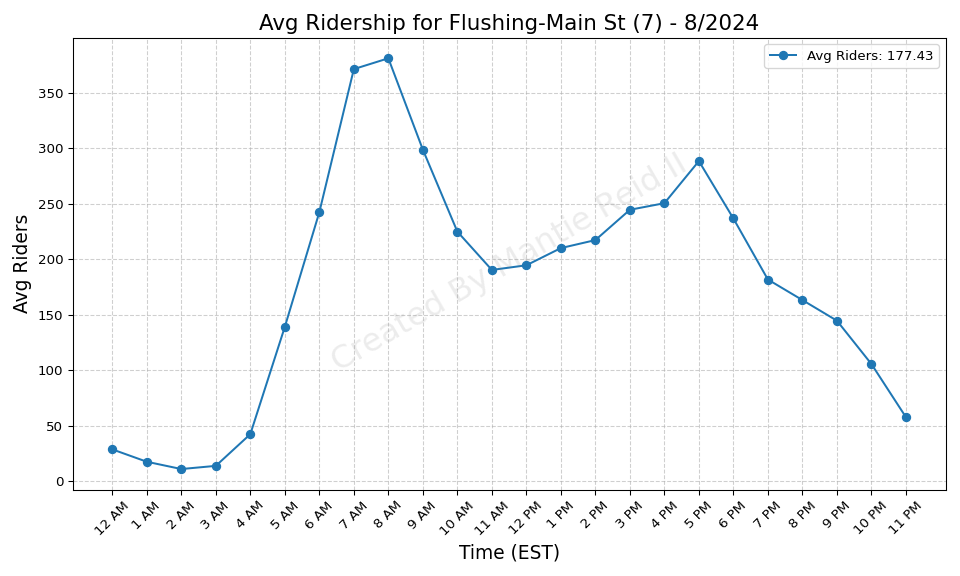 Avg Ridership for Flushing-Main St (7) - 8/2024
Avg Riders: 177.43
Avg Riders
350
300
250
200
150
100
50
0
Created By Mantle Reid II
12 AM
1 AM
2 AM
3 AM
4 AM
5 AM
6 AM
7 AM
8 AM
9 AM
10 AM
11 AM
12 PM
1 PM
2 PM
3 PM
4 PM
5 PM
6 PM
7 PM
8 PM
9 PM
10 PM
11 PM
Time (EST)